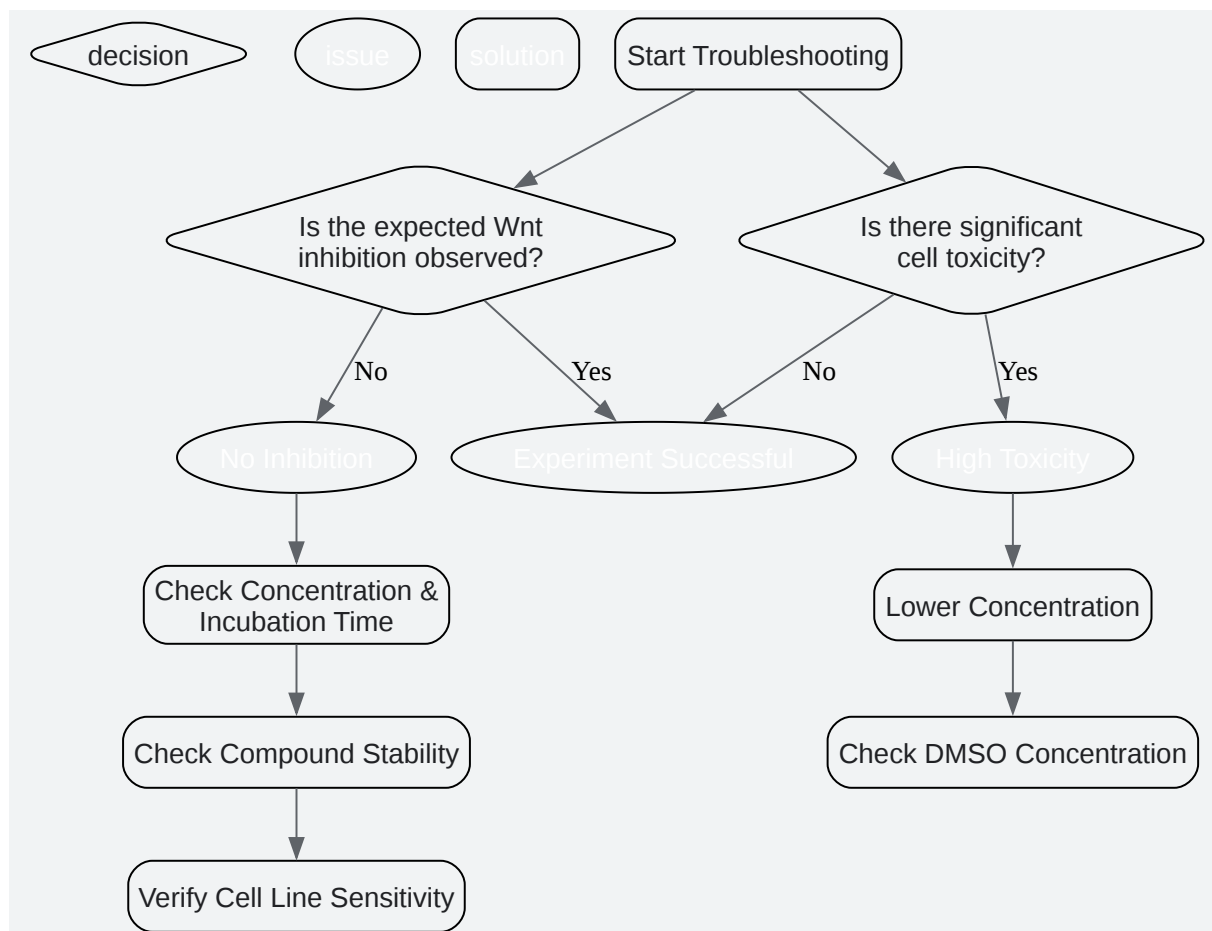 decision
issue
solution
Start Troubleshooting
Is the expected Wnt
inhibition observed?
Is there significant
cell toxicity?
No
Yes
No
Yes
No Inhibition
Experiment Successful
High Toxicity
Check Concentration &
Incubation Time
Lower Concentration
Check Compound Stability
Check DMSO Concentration
Verify Cell Line Sensitivity